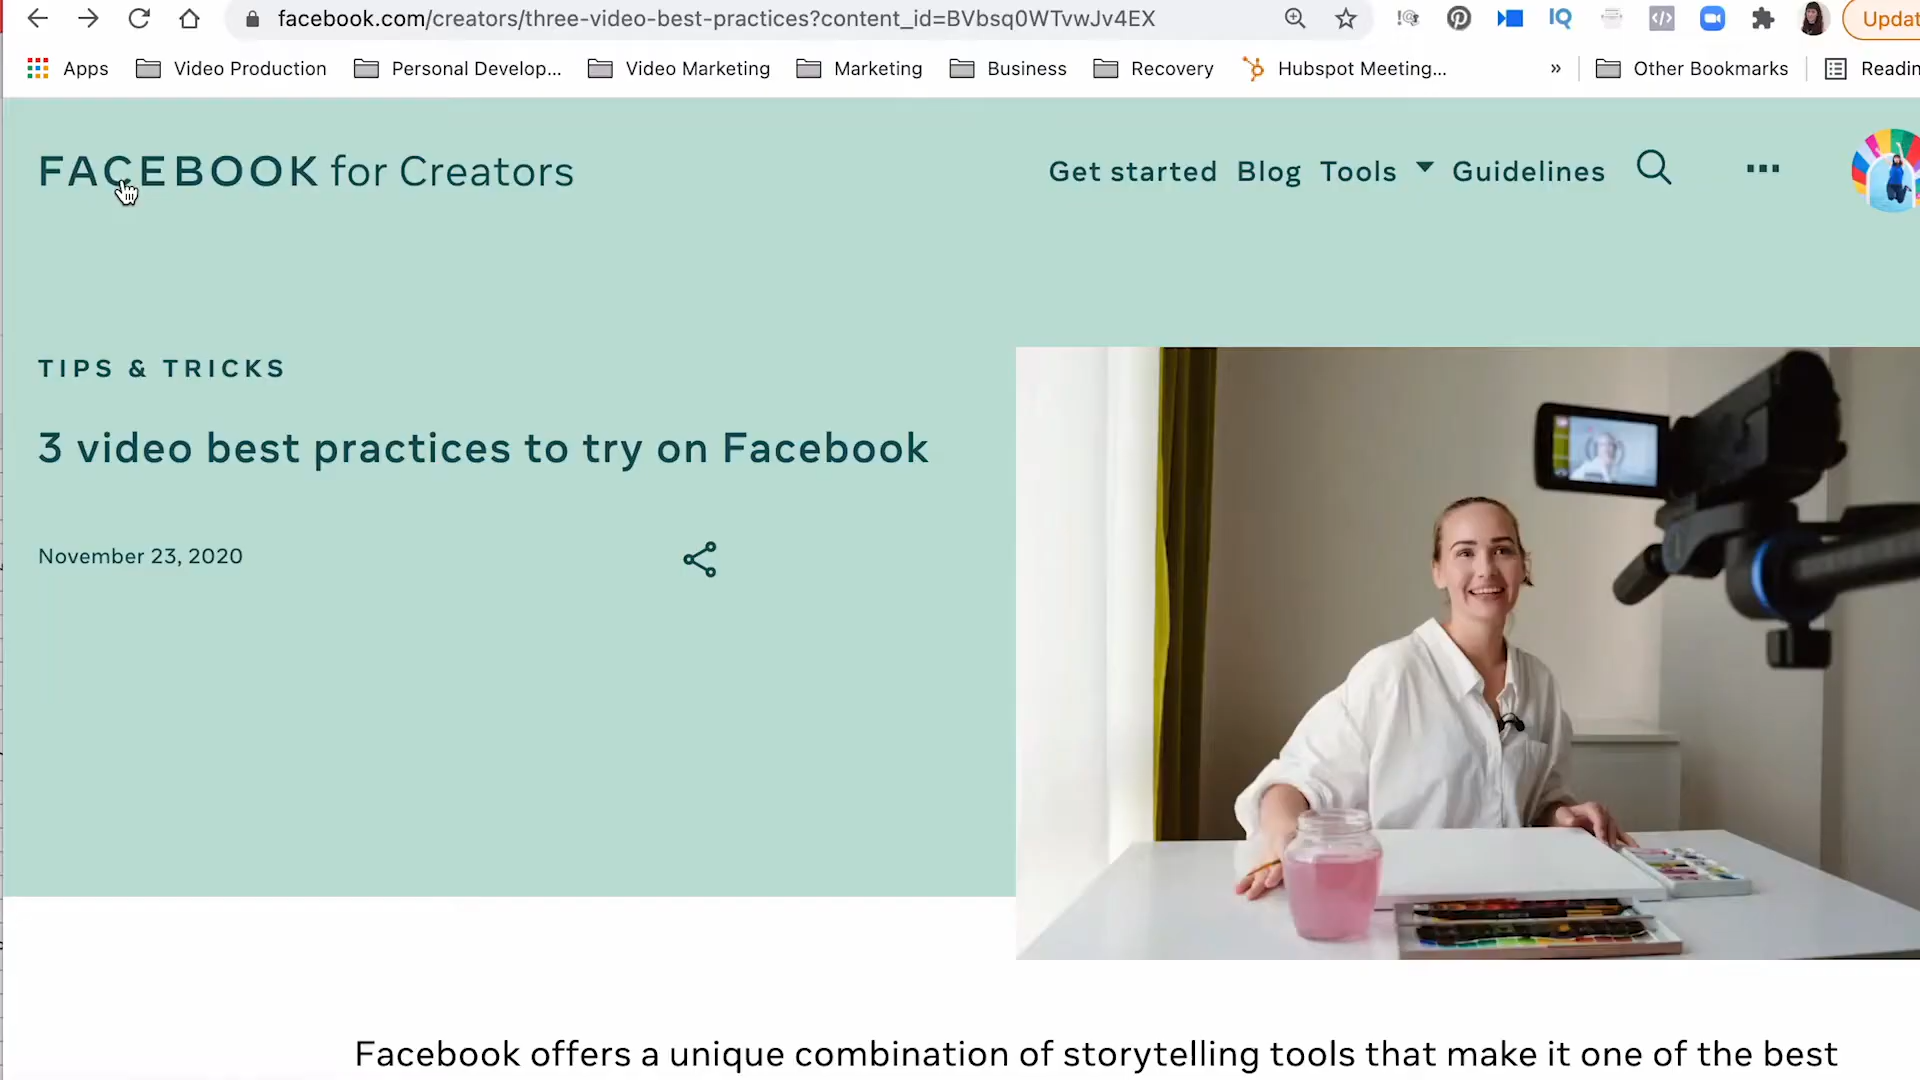 facebook.com/creators/three-video-best-practices?content_id=BVbsq0WTvwJv4EX
IQ
Updat
Apps Video Production Personal Develop... Video Marketing Marketing Business Recovery Hubspot Meeting... » Other Bookmarks Readin
FACEBOOK for Creators
Get started Blog Tools Guidelines
TIPS & TRICKS
3 video best practices to try on Facebook
November 23, 2020
Facebook offers a unique combination of storytelling tools that make it one of the best